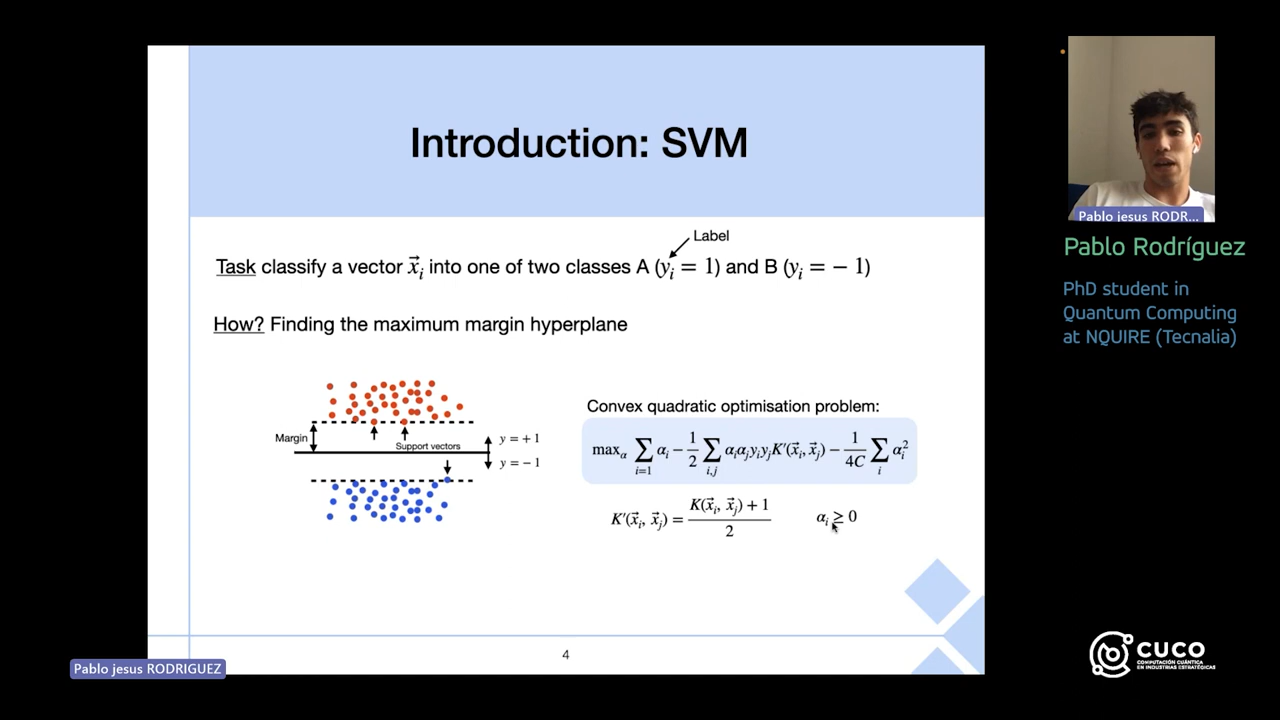 Introduction: SVM
Label
Task classify a vector x⃗ᵢ into one of two classes A (yᵢ = 1) and B (yᵢ = − 1)
How? Finding the maximum margin hyperplane
Margin
Support vectors
y = + 1
y = − 1
Convex quadratic optimisation problem:
max_α ∑_{i=1} αᵢ − 1/2 ∑_{i,j} αᵢαⱼyᵢyⱼK′(x⃗ᵢ, x⃗ⱼ) − 1/4C ∑_i αᵢ²
K′(x⃗ᵢ, x⃗ⱼ) = K(x⃗ᵢ, x⃗ⱼ) + 1 / 2
αᵢ ≥ 0
4
Pablo jesus RODRIGUEZ
Pablo jesus RODR...
Pablo Rodríguez
PhD student in
Quantum Computing
at NQUIRE (Tecnalia)
CUCO
COMPUTACIÓN CUÁNTICA
EN INDUSTRIAS ESTRATÉGICAS